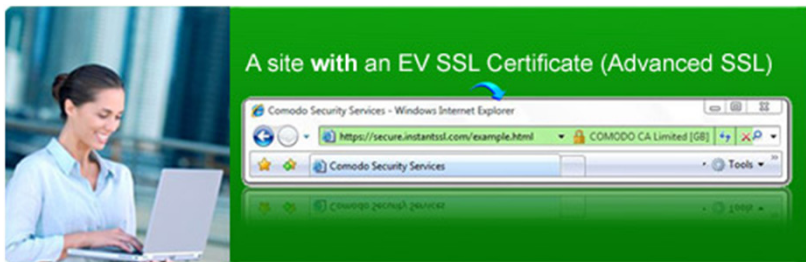 A site with an EV SSL Certificate (Advanced SSL)
Comodo Security Services - Windows Internet Explorer
https://secure.instantssl.com/example.html COMODO CA Limited [GB]
Comodo Security Services Tools